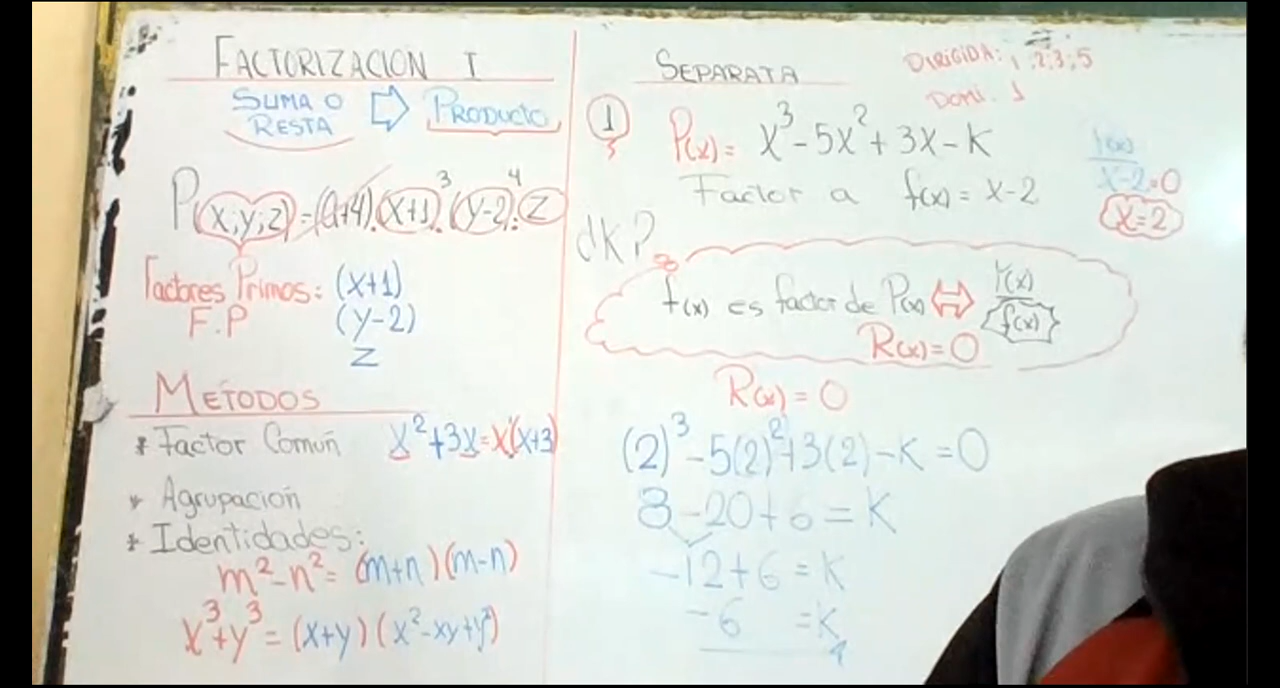 FACTORIZACION I
SUMA O RESTA ⇨ PRODUCTO
P(x,y;z)=(a+4).(x+1)³.(y-2)⁴.z
Factores Primos: (x+1)
F.P (y-2)
z
METODOS
* Factor Común x²+3x=x(x+3)
* Agrupación
* Identidades:
m²-n²=(m+n)(m-n)
x³+y³=(x+y)(x²-xy+y²)
SEPARATA
DIRIGIDA: 1;2;3;5
DOMI. 1
1
P(x)= x³-5x²+3x-K
Factor a f(x)=x-2
x-2=0
x=2
dK?
f(x) es factor de P(x) ⇔ P(x)/f(x)
R(x)=0
R(x)=0
(2)³-5(2)²+3(2)-K=0
8-20+6=K
-12+6=K
-6=K